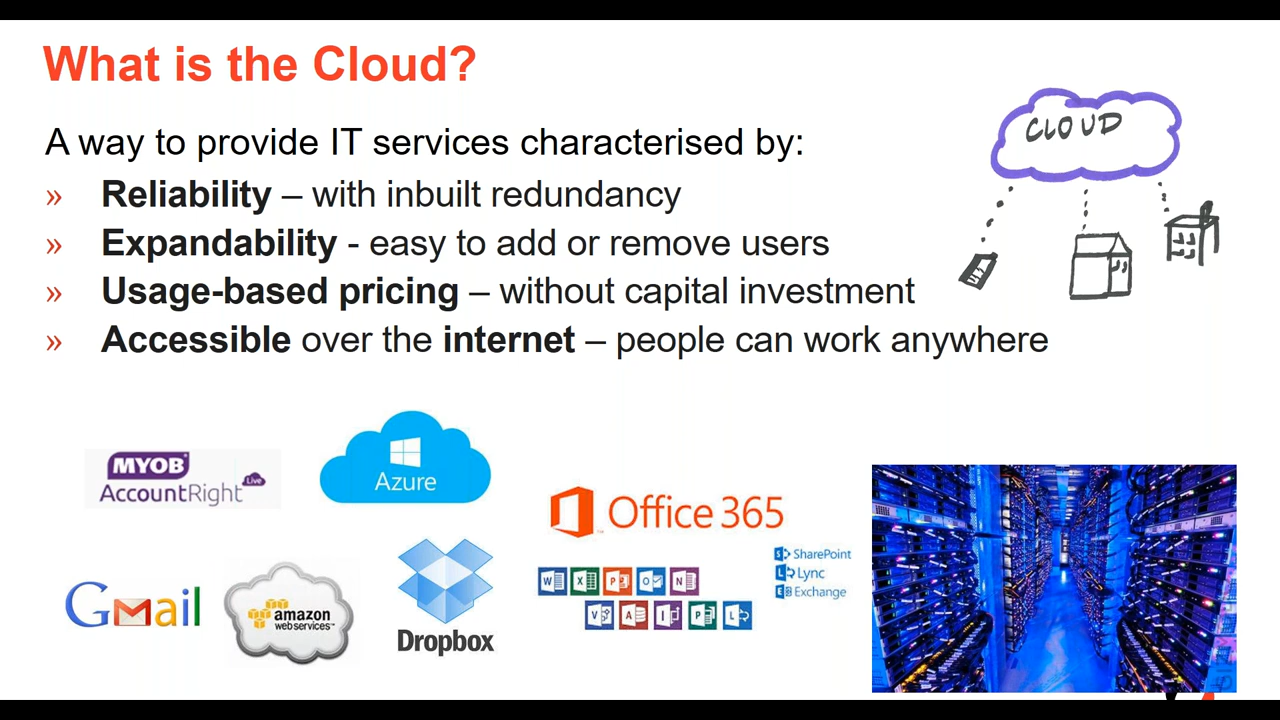 What is the Cloud?
CLOUD
A way to provide IT services characterised by:
» Reliability – with inbuilt redundancy
» Expandability - easy to add or remove users
» Usage-based pricing – without capital investment
» Accessible over the internet – people can work anywhere
MYOB
AccountRight Live
Azure
Office 365
SharePoint
Lync
Exchange
W X P O N
V A I P L
Gmail
amazon
web services™
Dropbox